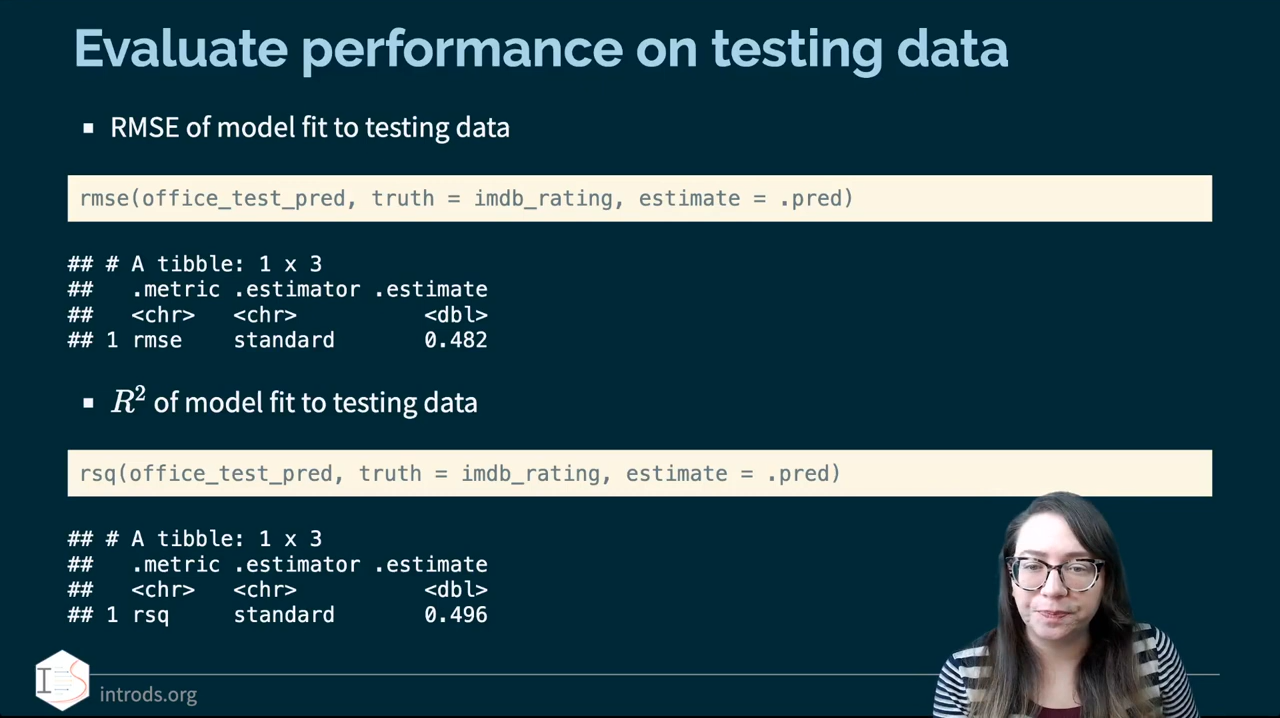 Evaluate performance on testing data
▪ RMSE of model fit to testing data
rmse(office_test_pred, truth = imdb_rating, estimate = .pred)
## # A tibble: 1 x 3
##   .metric .estimator .estimate
##   <chr>   <chr>          <dbl>
## 1 rmse    standard       0.482
▪ R² of model fit to testing data
rsq(office_test_pred, truth = imdb_rating, estimate = .pred)
## # A tibble: 1 x 3
##   .metric .estimator .estimate
##   <chr>   <chr>          <dbl>
## 1 rsq     standard       0.496
I S
introds.org